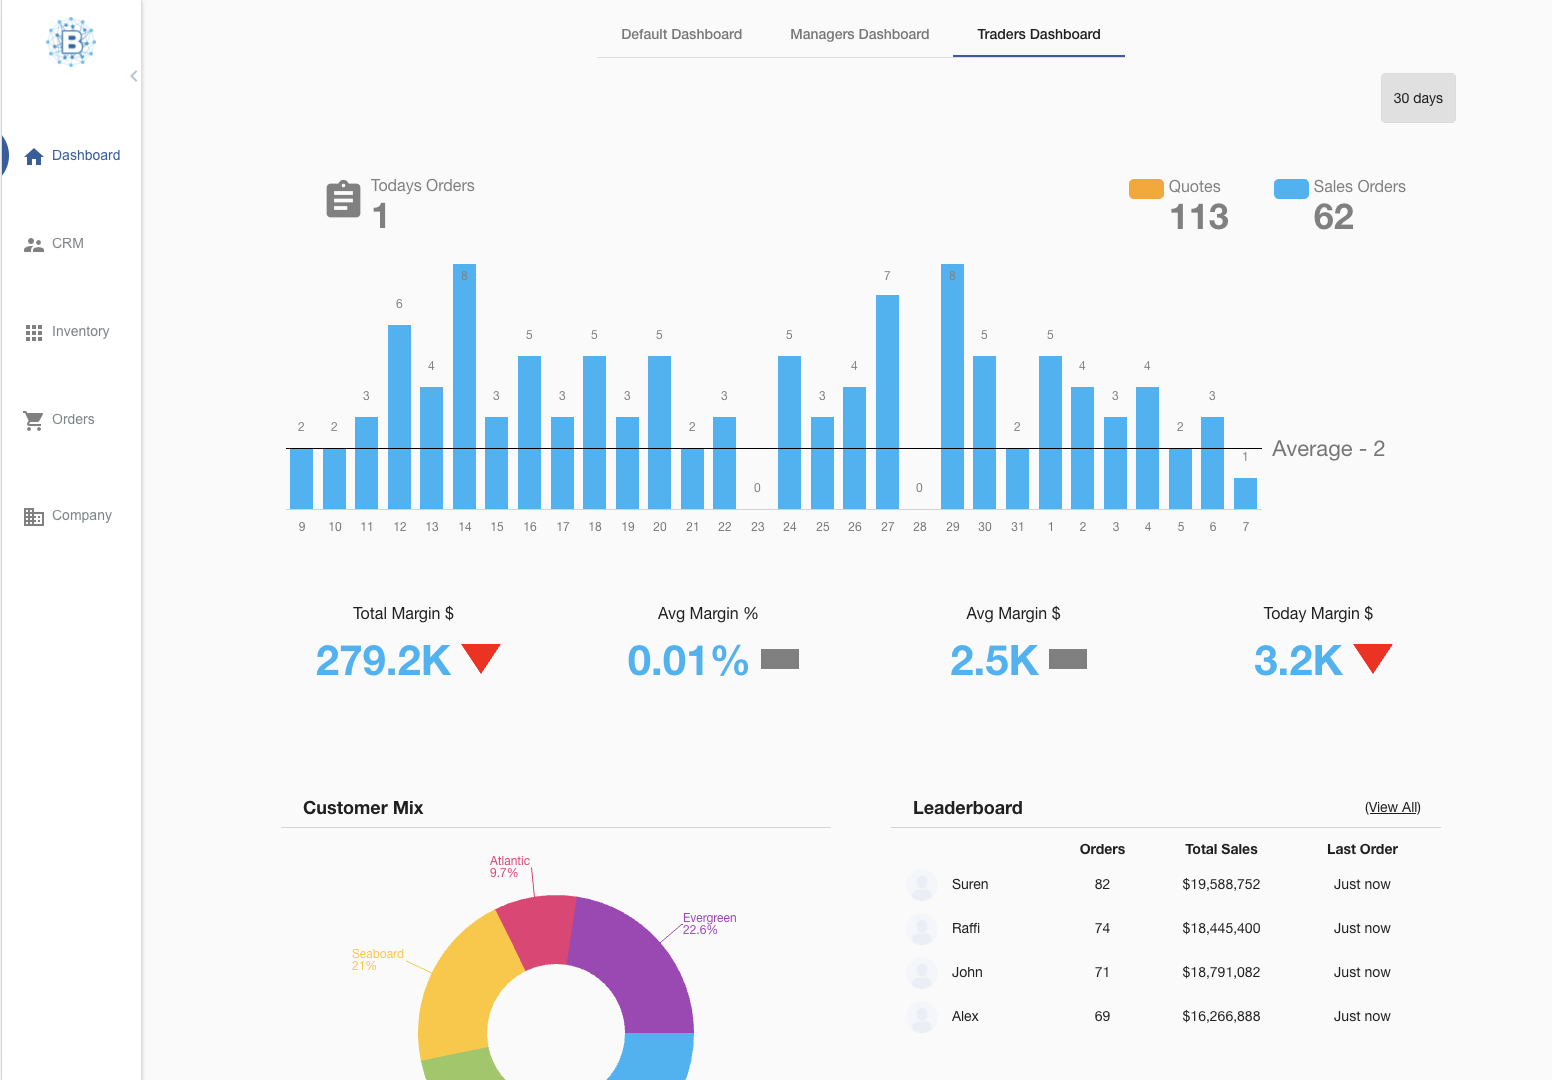 B
Default Dashboard Managers Dashboard Traders Dashboard
30 days
Dashboard
CRM
Inventory
Orders
Company
Todays Orders
1
Quotes
113
Sales Orders
62
2 2 3 6 4 8 3 5 3 5 3 5 2 3 0 5 3 4 7 0 8 5 2 5 4 3 4 2 3 1
Average - 2
9 10 11 12 13 14 15 16 17 18 19 20 21 22 23 24 25 26 27 28 29 30 31 1 2 3 4 5 6 7
Total Margin $
279.2K
Avg Margin %
0.01%
Avg Margin $
2.5K
Today Margin $
3.2K
Customer Mix
Atlantic
9.7%
Evergreen
22.6%
Seaboard
21%
Leaderboard (View All)
Orders Total Sales Last Order
Suren 82 $19,588,752 Just now
Raffi 74 $18,445,400 Just now
John 71 $18,791,082 Just now
Alex 69 $16,266,888 Just now